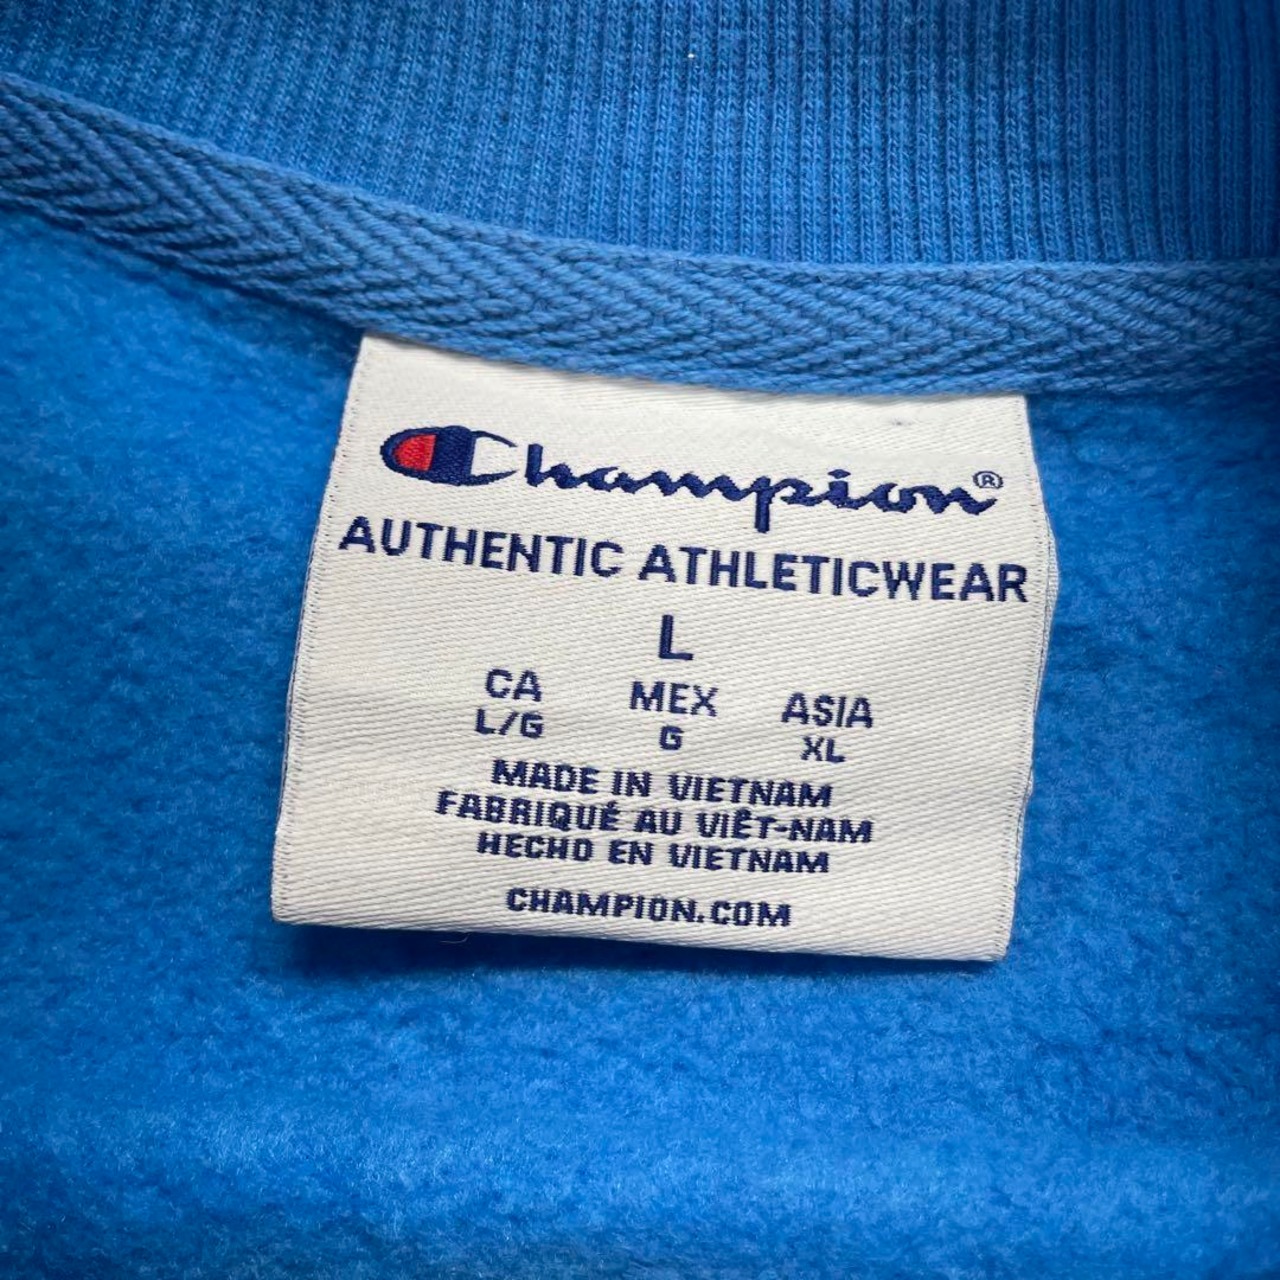 Champion®
AUTHENTIC ATHLETICWEAR
L
CA MEX ASIA
L/G G XL
MADE IN VIETNAM
FABRIQUÉ AU VIÊT-NAM
HECHO EN VIETNAM
CHAMPION.COM